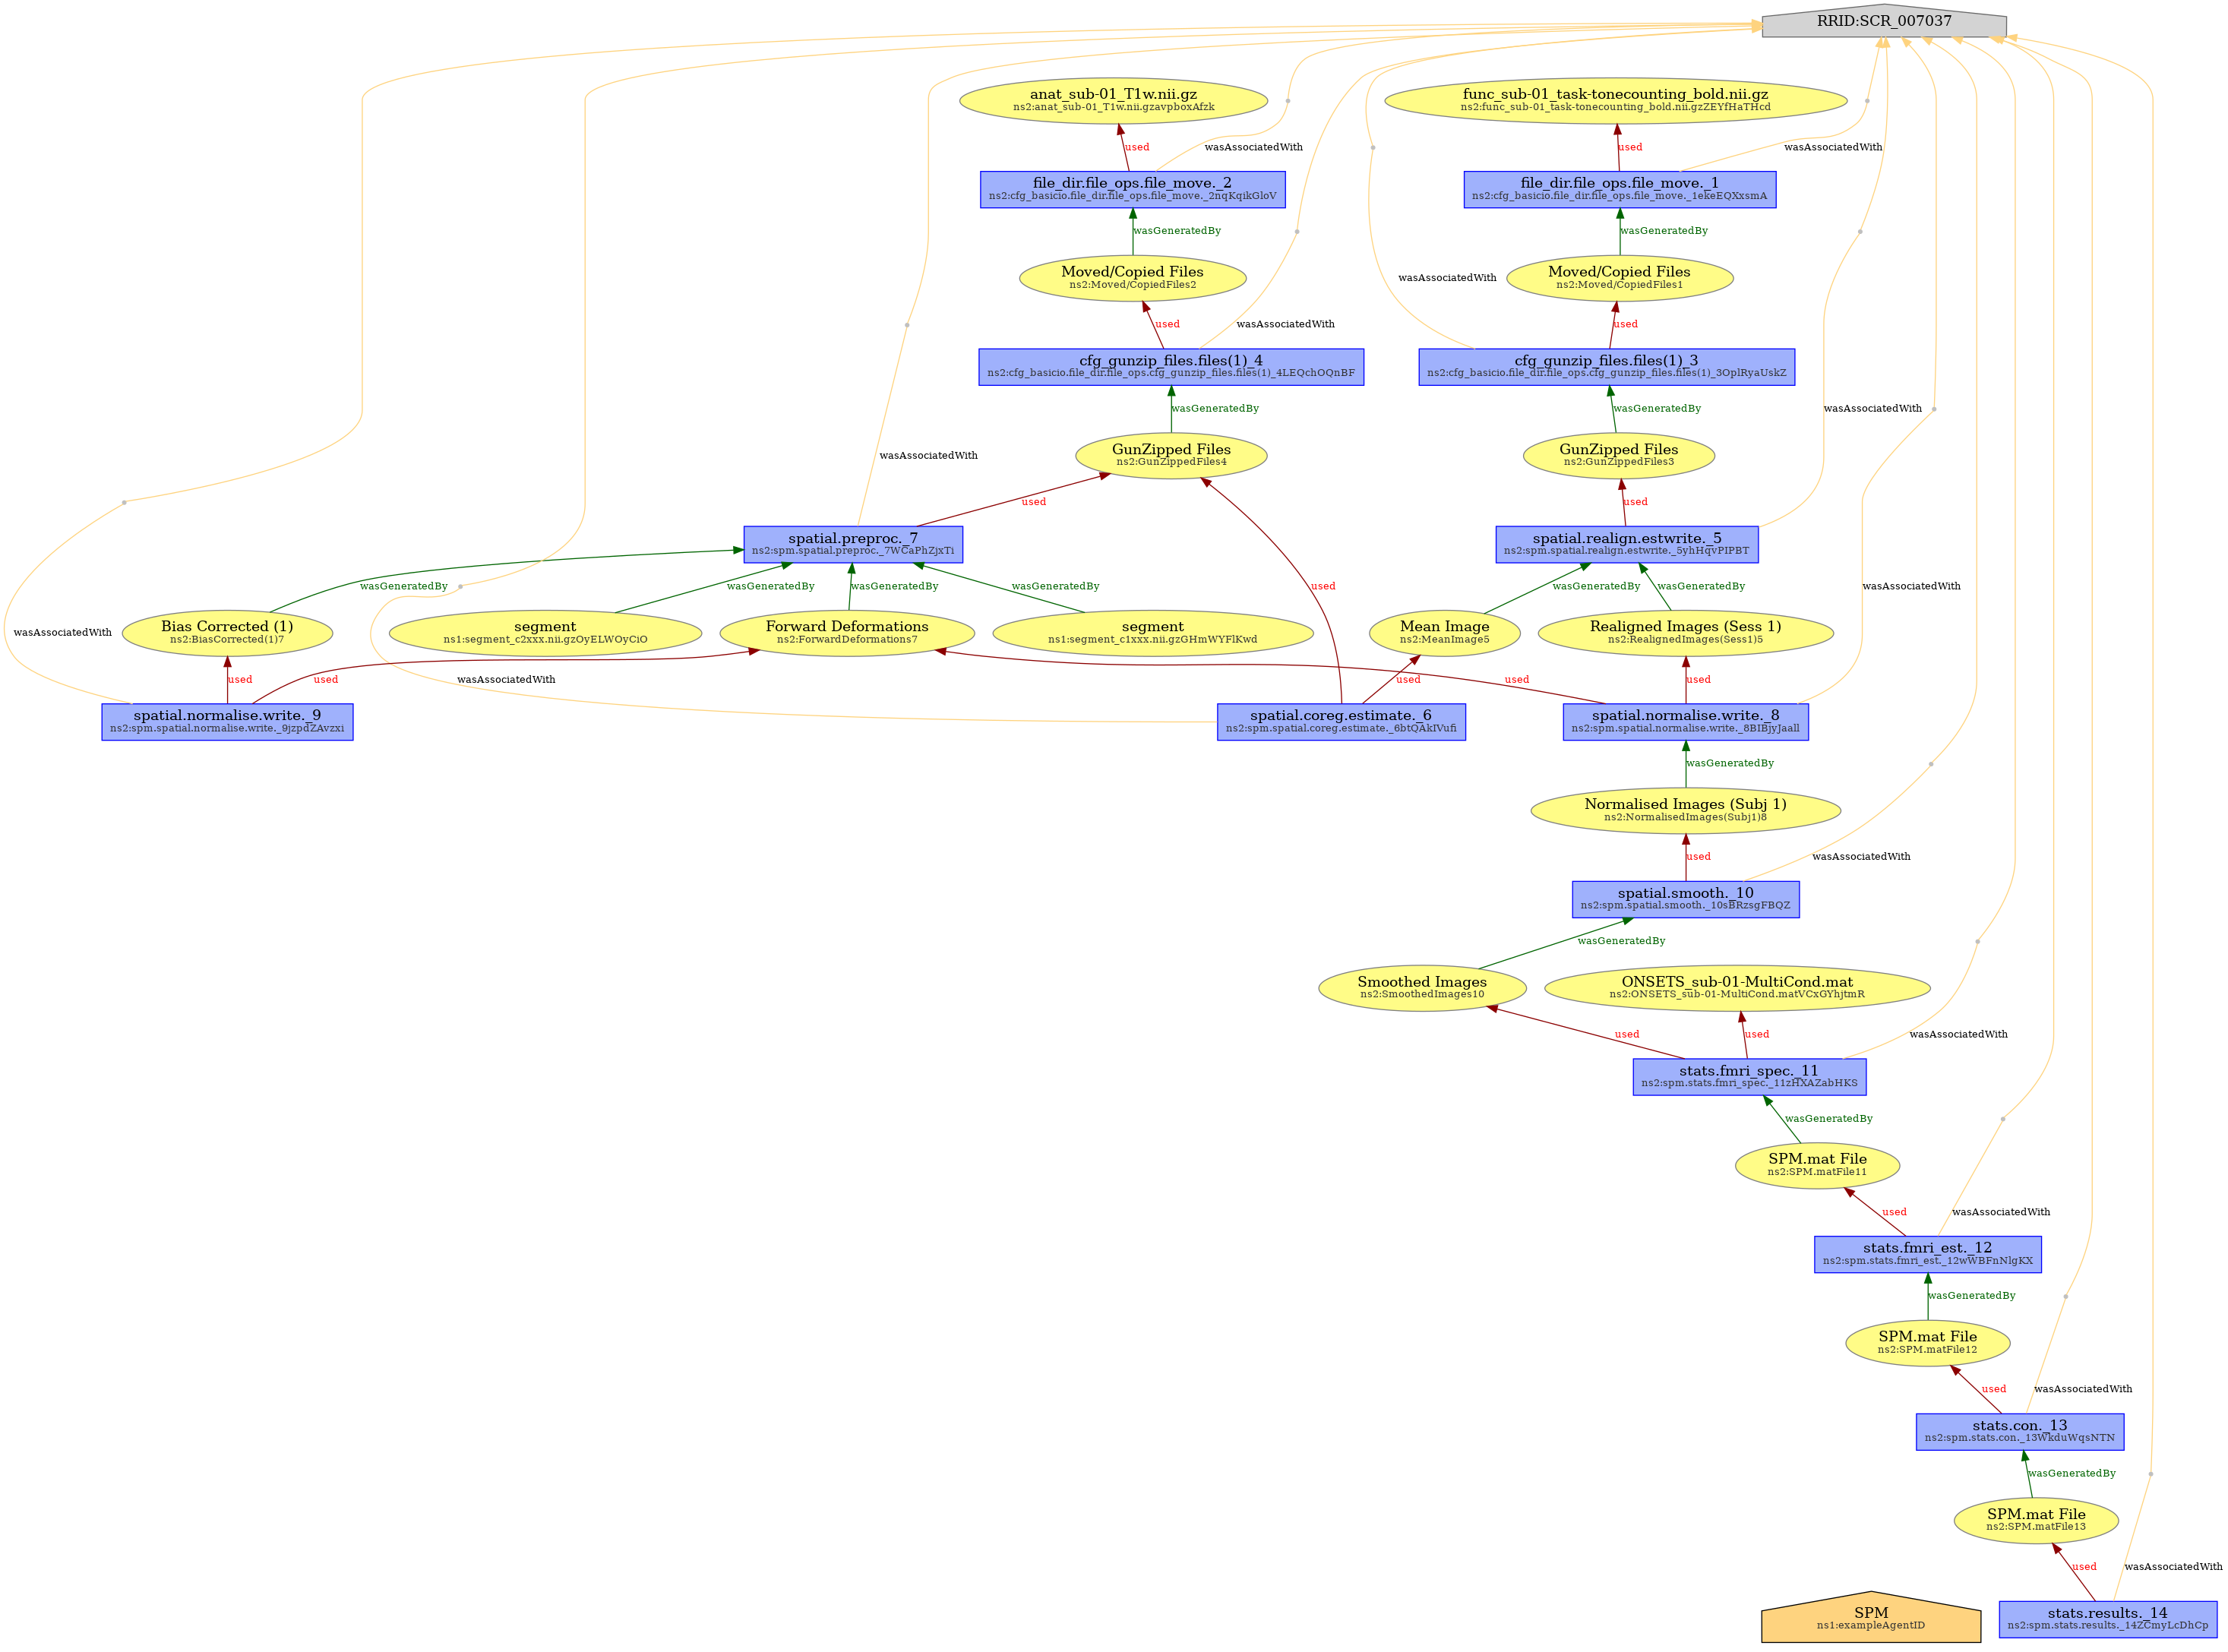 RRID:SCR_007037
anat_sub-01_T1w.nii.gz
ns2:anat_sub-01_T1w.nii.gzavpboxAfzk
func_sub-01_task-tonecounting_bold.nii.gz
ns2:func_sub-01_task-tonecounting_bold.nii.gzZEYfHaTHcd
used
wasAssociatedWith
used
wasAssociatedWith
file_dir.file_ops.file_move._2
ns2:cfg_basicio.file_dir.file_ops.file_move._2nqKqikGloV
file_dir.file_ops.file_move._1
ns2:cfg_basicio.file_dir.file_ops.file_move._1ekeEQXxsmA
wasGeneratedBy
wasGeneratedBy
Moved/Copied Files
ns2:Moved/CopiedFiles2
wasAssociatedWith
Moved/Copied Files
ns2:Moved/CopiedFiles1
used
wasAssociatedWith
used
cfg_gunzip_files.files(1)_4
ns2:cfg_basicio.file_dir.file_ops.cfg_gunzip_files.files(1)_4LEQchOQnBF
cfg_gunzip_files.files(1)_3
ns2:cfg_basicio.file_dir.file_ops.cfg_gunzip_files.files(1)_3OplRyaUskZ
wasGeneratedBy
wasGeneratedBy
wasAssociatedWith
wasAssociatedWith
GunZipped Files
ns2:GunZippedFiles4
GunZipped Files
ns2:GunZippedFiles3
used
used
spatial.preproc._7
ns2:spm.spatial.preproc._7WCaPhZjxTi
spatial.realign.estwrite._5
ns2:spm.spatial.realign.estwrite._5yhHqvPIPBT
wasGeneratedBy
wasGeneratedBy
wasGeneratedBy
wasGeneratedBy
used
wasGeneratedBy
wasGeneratedBy
wasAssociatedWith
wasAssociatedWith
Bias Corrected (1)
ns2:BiasCorrected(1)7
segment
ns1:segment_c2xxx.nii.gzOyELWOyCiO
Forward Deformations
ns2:ForwardDeformations7
segment
ns1:segment_c1xxx.nii.gzGHmWYFlKwd
Mean Image
ns2:MeanImage5
Realigned Images (Sess 1)
ns2:RealignedImages(Sess1)5
used
used
wasAssociatedWith
used
used
used
spatial.normalise.write._9
ns2:spm.spatial.normalise.write._9jzpdZAvzxi
spatial.coreg.estimate._6
ns2:spm.spatial.coreg.estimate._6btQAkIVufi
spatial.normalise.write._8
ns2:spm.spatial.normalise.write._8BIBjyJaall
wasGeneratedBy
Normalised Images (Subj 1)
ns2:NormalisedImages(Subj1)8
used
wasAssociatedWith
spatial.smooth._10
ns2:spm.spatial.smooth._10sBRzsgFBQZ
wasGeneratedBy
Smoothed Images
ns2:SmoothedImages10
ONSETS_sub-01-MultiCond.mat
ns2:ONSETS_sub-01-MultiCond.matVCxGYhjtmR
used
used
wasAssociatedWith
stats.fmri_spec._11
ns2:spm.stats.fmri_spec._11zHXAZabHKS
wasGeneratedBy
SPM.mat File
ns2:SPM.matFile11
used
wasAssociatedWith
stats.fmri_est._12
ns2:spm.stats.fmri_est._12wWBFnNlgKX
wasGeneratedBy
SPM.mat File
ns2:SPM.matFile12
used
wasAssociatedWith
stats.con._13
ns2:spm.stats.con._13WkduWqsNTN
wasGeneratedBy
SPM.mat File
ns2:SPM.matFile13
used
wasAssociatedWith
SPM
ns1:exampleAgentID
stats.results._14
ns2:spm.stats.results._14ZCmyLcDhCp